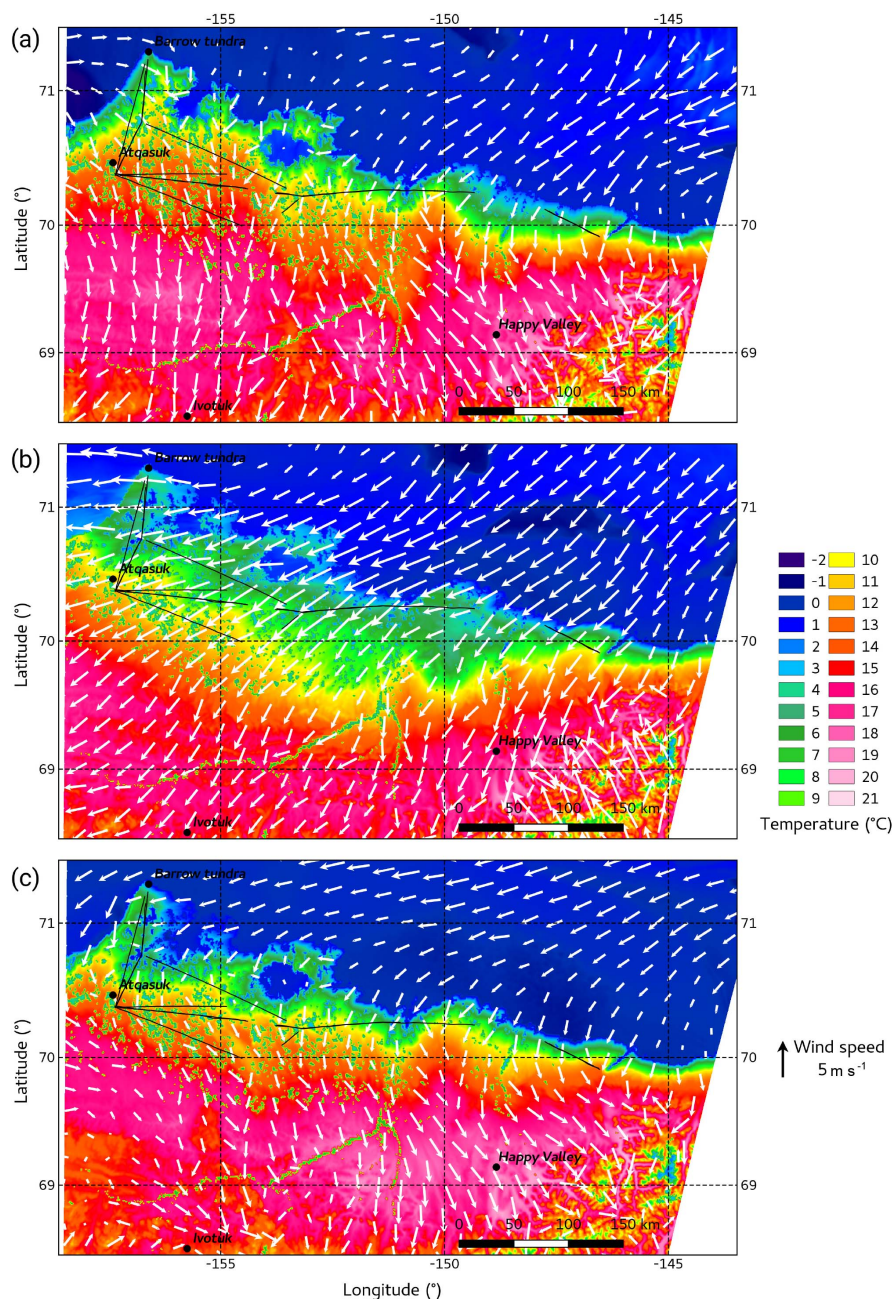 -155 -150 -145
(a)
Barrow tundra
71
71
Atqasuk
Latitude (°)
70
70
Happy Valley
69
69
0 50 100 150 km
Ivotuk
(b)
Barrow tundra
71
71
Atqasuk
Latitude (°)
70
70
Happy Valley
69
69
0 50 100 150 km
Ivotuk
-2 10
-1 11
0 12
1 13
2 14
3 15
4 16
5 17
6 18
7 19
8 20
9 21
Temperature (°C)
(c)
Barrow tundra
71
71
Atqasuk
Latitude (°)
70
70
Happy Valley
69
69
0 50 100 150 km
Ivotuk
-155 -150 -145
Longitude (°)
Wind speed
5 m s⁻¹